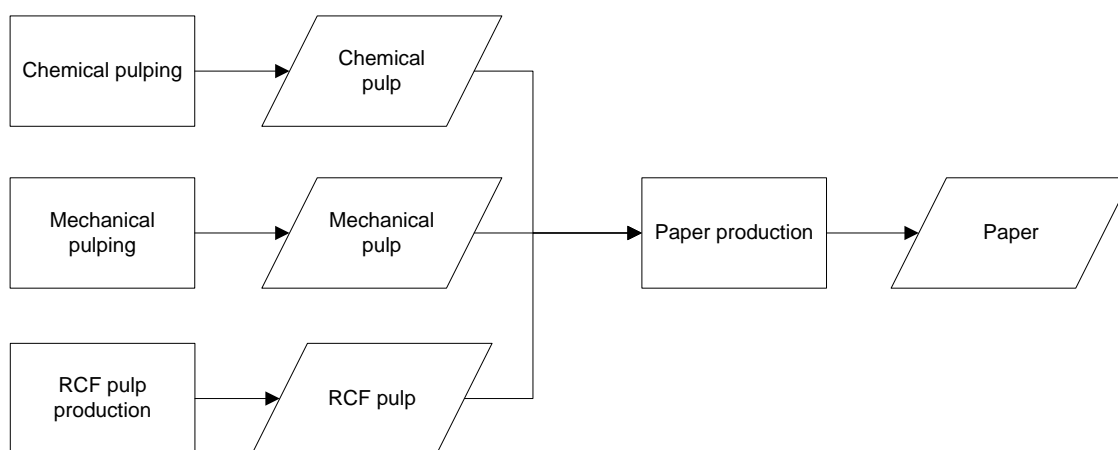 Chemical pulping
Chemical
pulp
Mechanical
pulping
Mechanical
pulp
Paper production
Paper
RCF pulp
production
RCF pulp